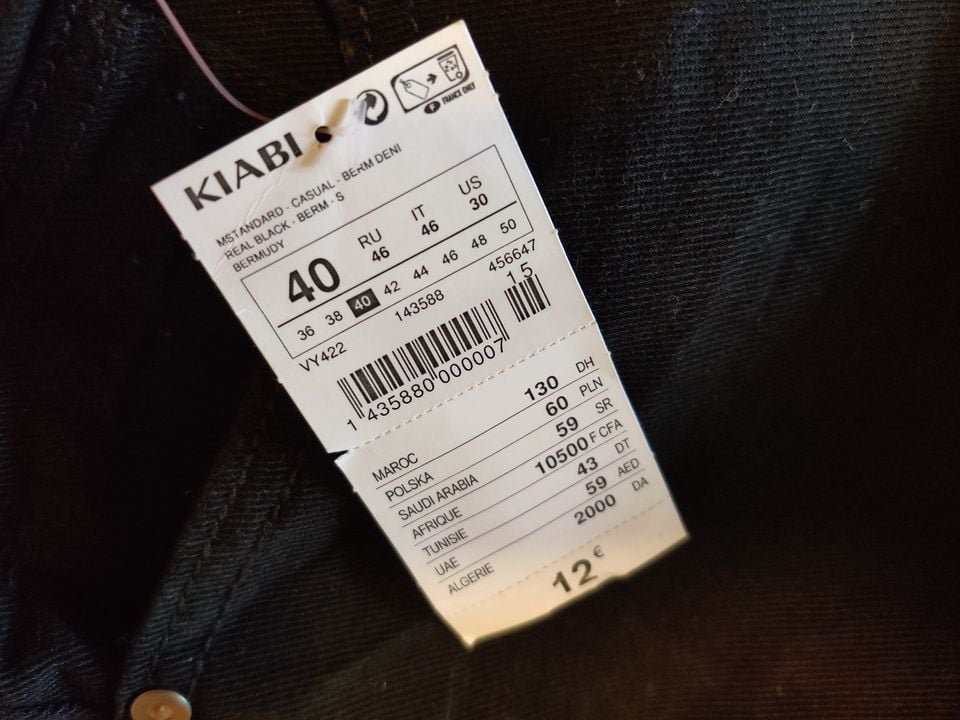 FRANCE ONLY
KIABI
MSTANDARD - CASUAL - BERM DENI
REAL BLACK - BERM - S
BERMUDY
40 RU 46 IT 46 US 30
36 38 40 42 44 46 48 50
VY422 143588 456647
15
1 435880 000007
MAROC 130 DH
POLSKA 60 PLN
SAUDI ARABIA 59 SR
AFRIQUE 10500 F CFA
TUNISIE 43 DT
UAE 59 AED
ALGERIE 2000 DA
12 €